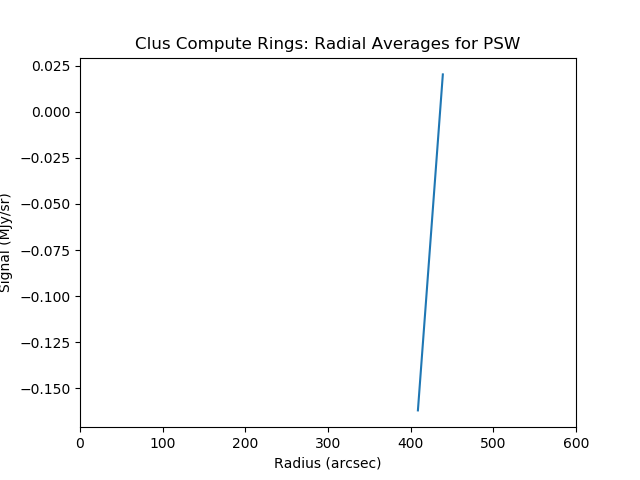 Clus Compute Rings: Radial Averages for PSW
0.025
0.000
−0.025
−0.050
−0.075
−0.100
−0.125
−0.150
Signal (MJy/sr)
0 100 200 300 400 500 600
Radius (arcsec)